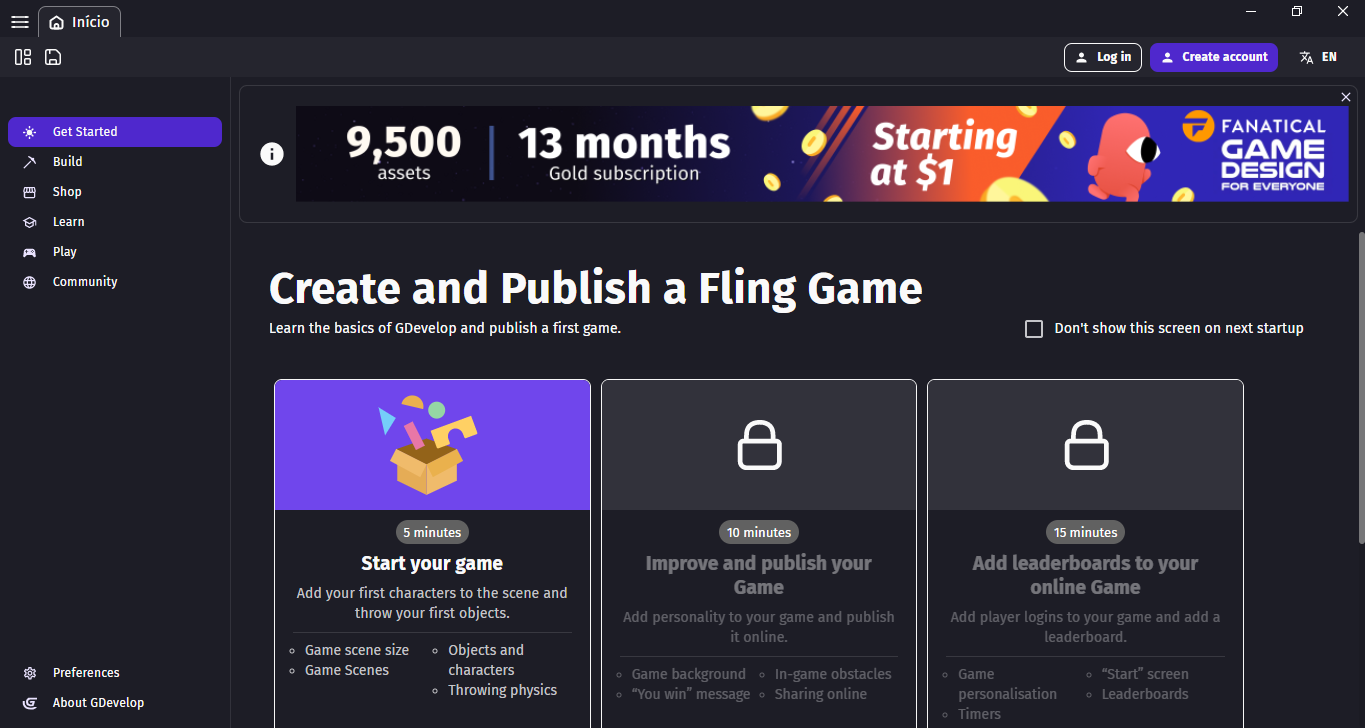 Início
Log in
Create account
EN
Get Started
Build
Shop
Learn
Play
Community
Preferences
About GDevelop
9,500
assets
13 months
Gold subscription
Starting
at $1
FANATICAL
GAME
DESIGN
FOR EVERYONE
Create and Publish a Fling Game
Learn the basics of GDevelop and publish a first game.
Don't show this screen on next startup
5 minutes
Start your game
Add your first characters to the scene and
throw your first objects.
Game scene size
Game Scenes
Objects and
characters
Throwing physics
10 minutes
Improve and publish your
Game
Add personality to your game and publish
it online.
Game background
“You win” message
In-game obstacles
Sharing online
15 minutes
Add leaderboards to your
online Game
Add player logins to your game and add a
leaderboard.
Game
personalisation
Timers
“Start” screen
Leaderboards